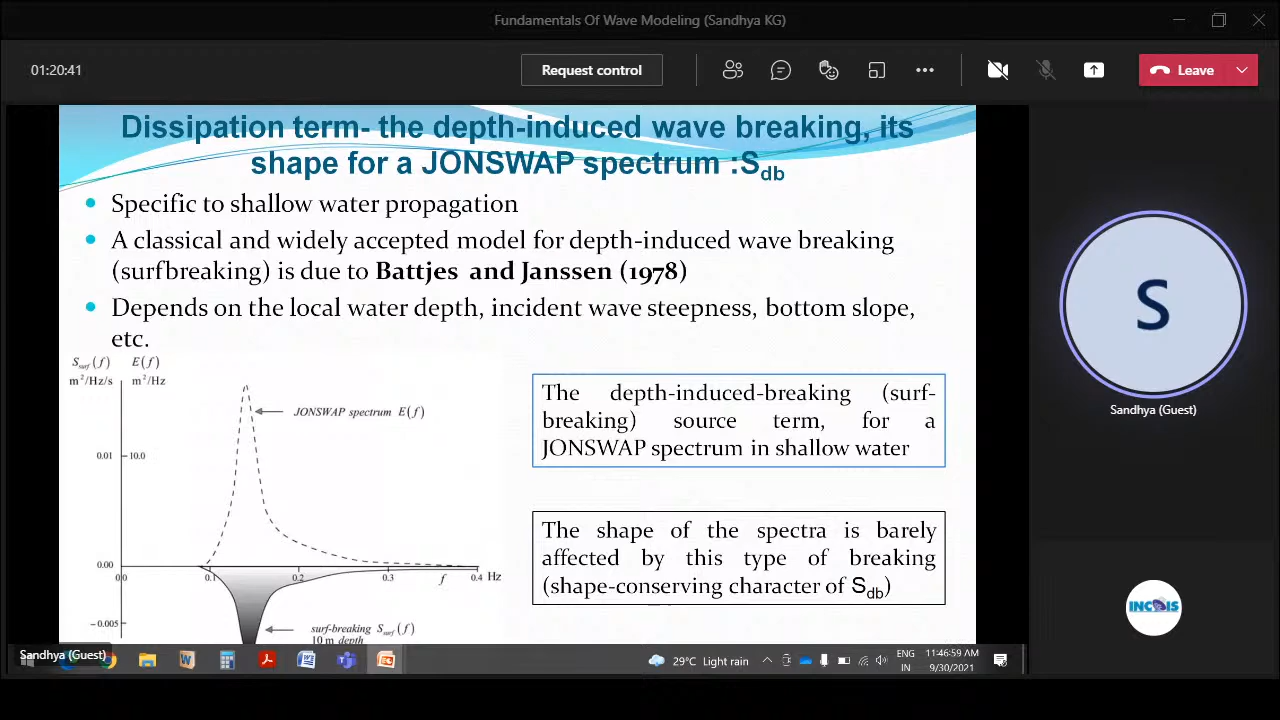 Fundamentals Of Wave Modeling (Sandhya KG)
01:20:41
Request control
Leave
Dissipation term- the depth-induced wave breaking, its
shape for a JONSWAP spectrum :Sdb
• Specific to shallow water propagation
• A classical and widely accepted model for depth-induced wave breaking
(surfbreaking) is due to Battjes and Janssen (1978)
• Depends on the local water depth, incident wave steepness, bottom slope,
etc.
Ssurf(f) E(f)
m²/Hz/s m²/Hz
JONSWAP spectrum E(f)
0.01 10.0
0.00
0.0 0.1 0.2 0.3 f 0.4 Hz
-0.005
surf-breaking Ssurf(f)
10 m depth
The depth-induced-breaking (surf-
breaking) source term, for a
JONSWAP spectrum in shallow water
The shape of the spectra is barely
affected by this type of breaking
(shape-conserving character of Sdb)
S
Sandhya (Guest)
INCOIS
Sandhya (Guest)
29°C Light rain
ENG
IN
11:46:59 AM
9/30/2021